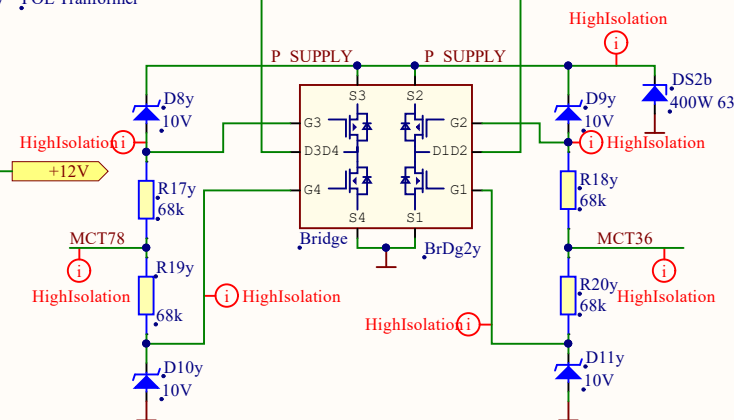 POE Tranformer
HighIsolation
i
P_SUPPLY
P_SUPPLY
D8y
10V
S3
S2
D9y
10V
DS2b
400W 63
HighIsolation
i
G3
G2
i
HighIsolation
+12V
D3D4
D1D2
R17y
68k
G4
G1
R18y
68k
S4
S1
MCT78
Bridge
BrDg2y
MCT36
i
HighIsolation
R19y
68k
i
HighIsolation
HighIsolation
i
R20y
68k
i
HighIsolation
D10y
10V
D11y
10V